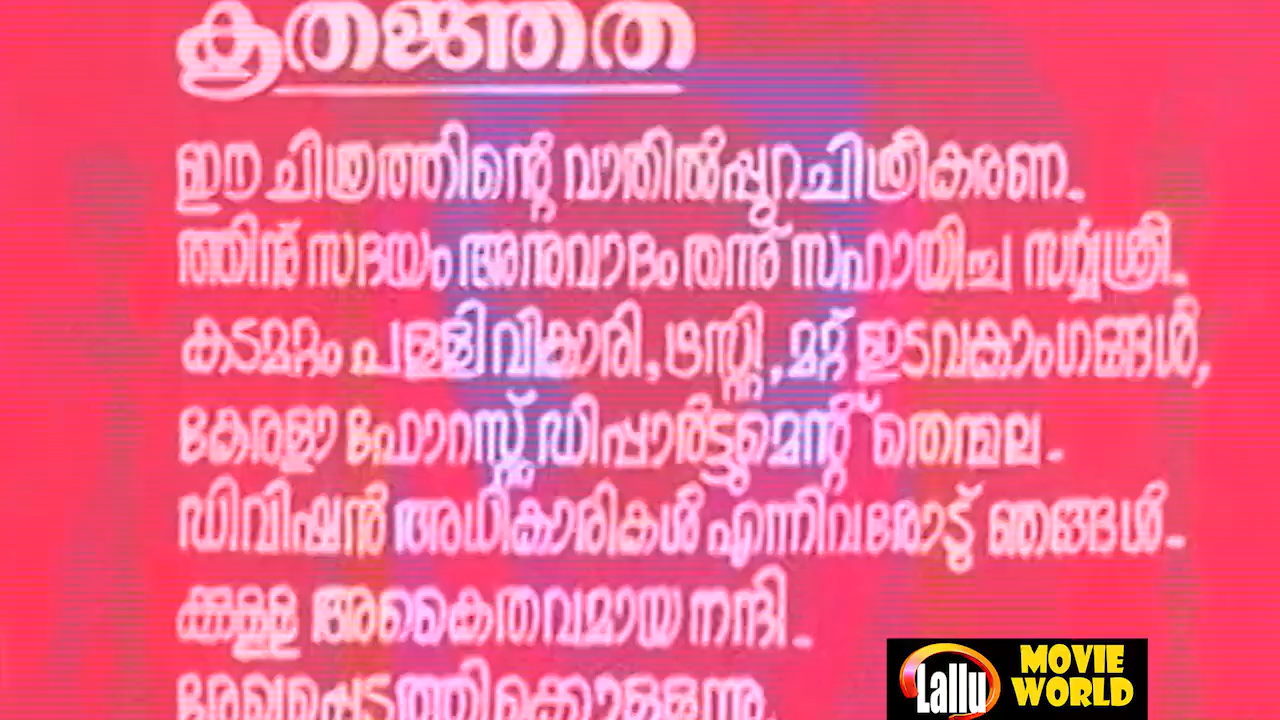 കൃതജ്ഞത
ഈ ചിത്രത്തിന്റെ വാതിൽപ്പുറചിത്രീകരണ-
ത്തിനു് സദയം അനുവാദം തന്നു് സഹായിച്ച സർവ്വശ്രീ-
കടമറ്റം പള്ളി വികാരി, ട്രസ്റ്റി, മറ്റ് ഇടവകാംഗങ്ങൾ,
കേരളാ ഫോറസ്റ്റ് ഡിപ്പാർട്ടുമെന്റ് തെന്മല-
ഡിവിഷൻ അധികാരികൾ എന്നിവരോടു് ഞങ്ങൾ-
ക്കുള്ള അകൈതവമായ നന്ദി-
രേഖപ്പെടുത്തിക്കൊള്ളുന്നു.
Lallu MOVIE
WORLD